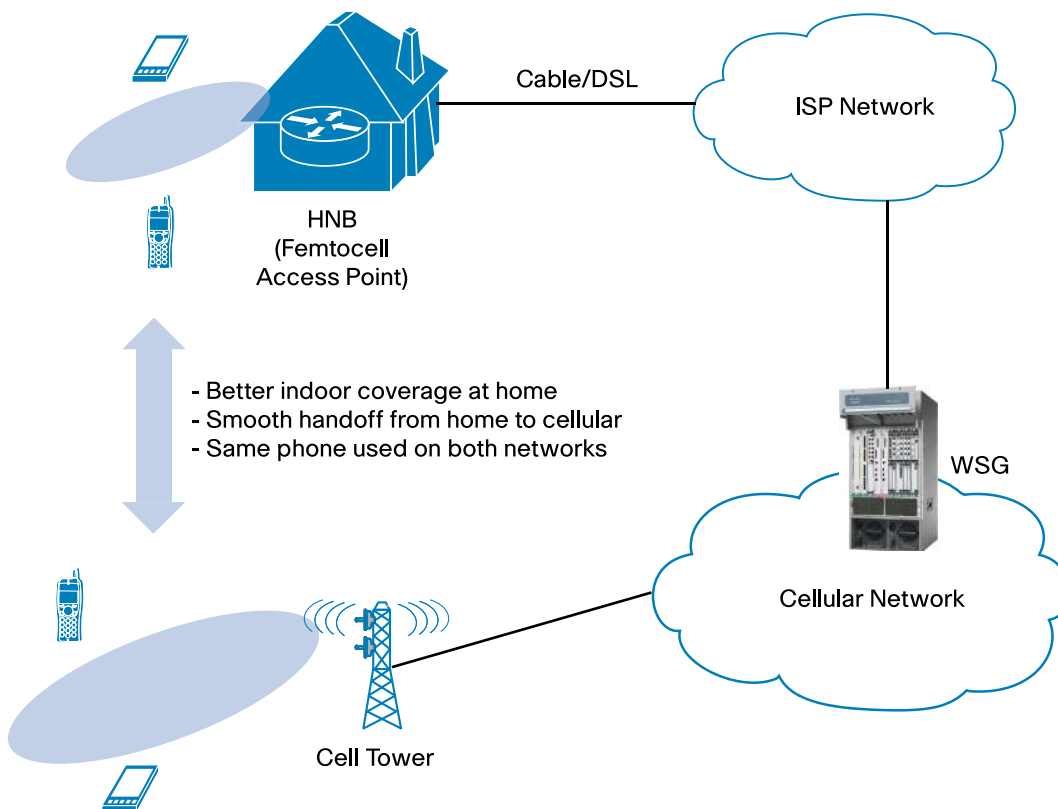 Cable/DSL
ISP Network
HNB
(Femtocell
Access Point)
- Better indoor coverage at home
- Smooth handoff from home to cellular
- Same phone used on both networks
WSG
Cellular Network
Cell Tower